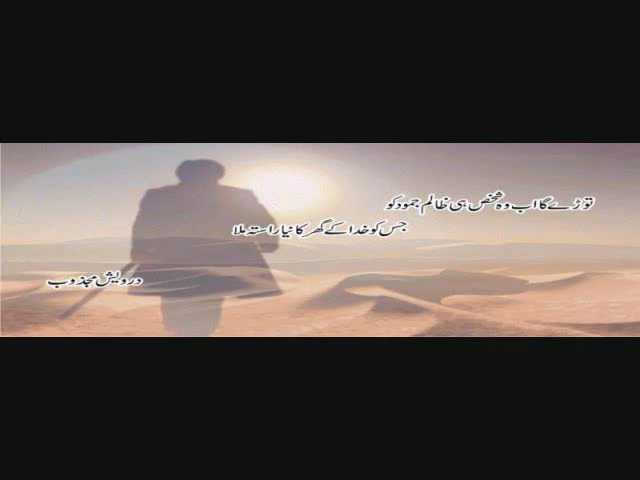 توڑے گا اب وہ شخص ہی ظالم جمود کو
جس کو خدا کے گھر کا نیا راستہ ملا
درویش مجذوب